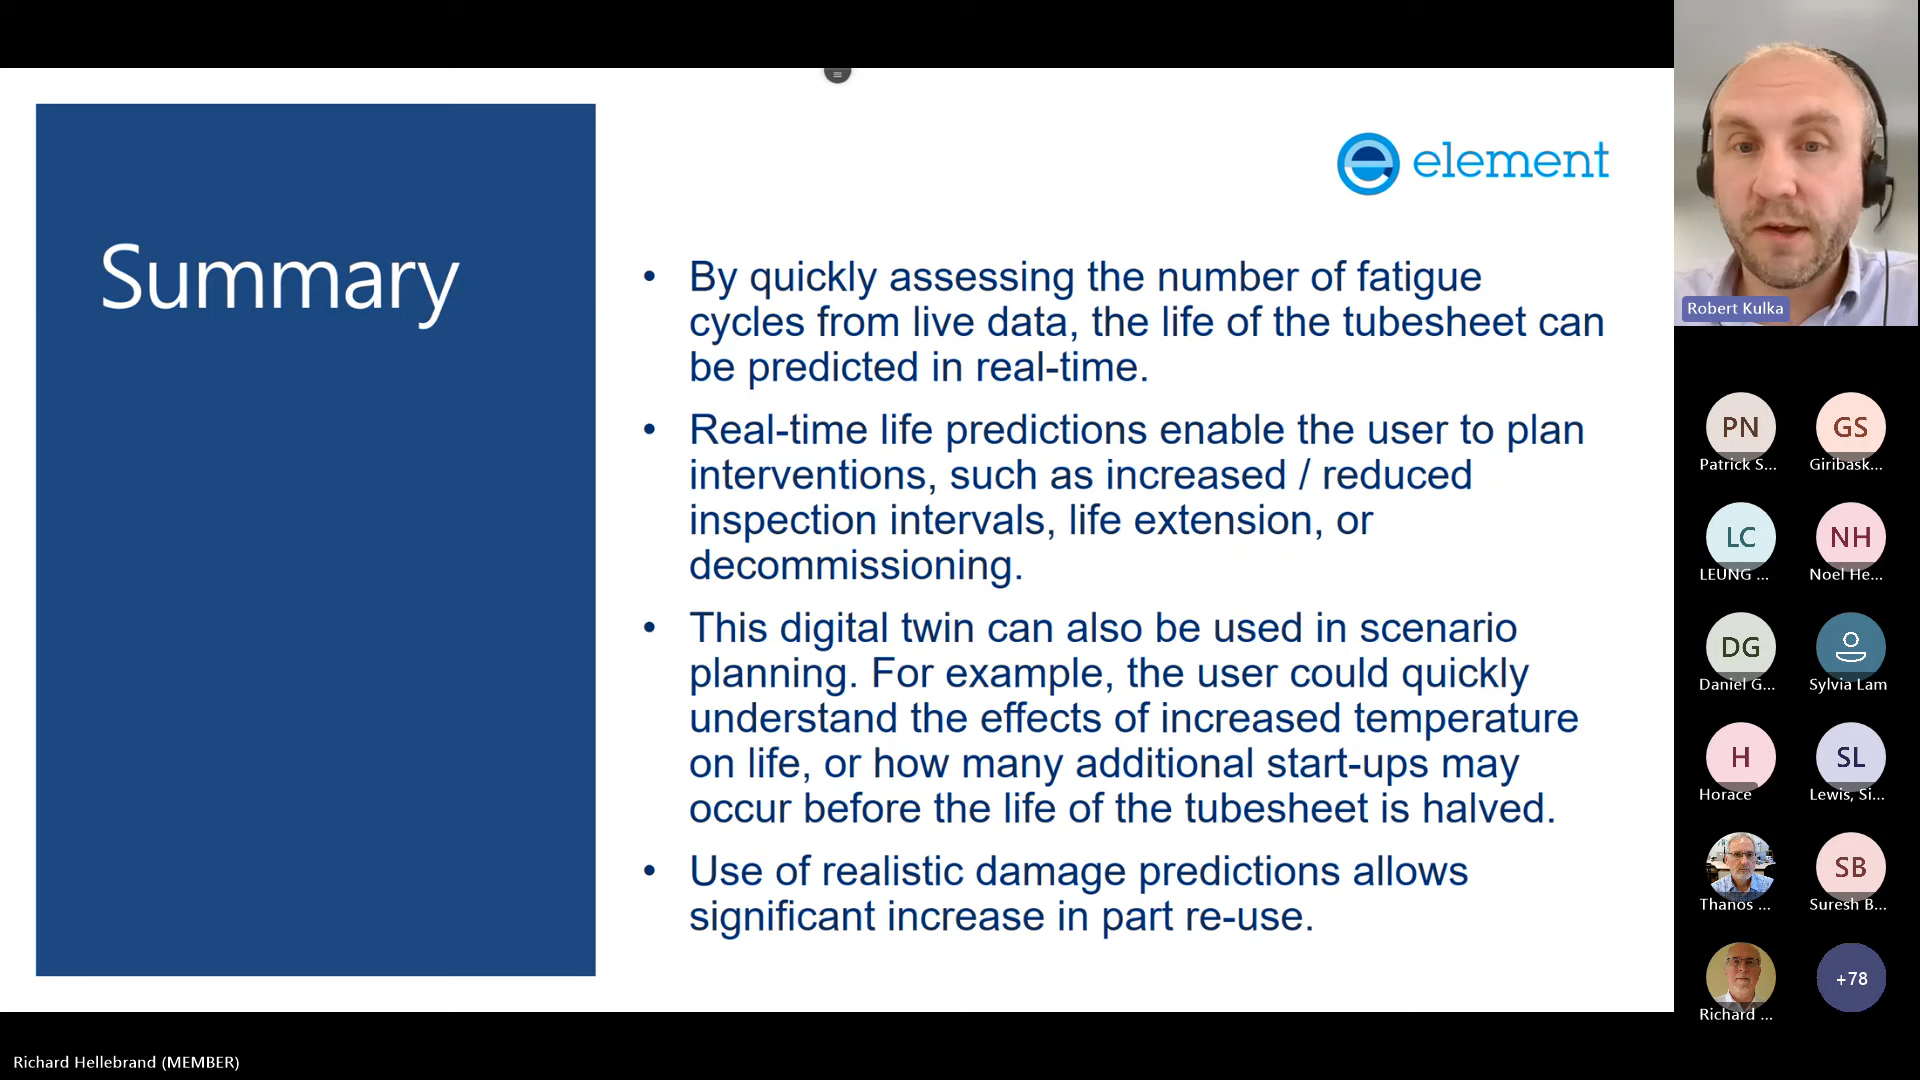 Summary
element
• By quickly assessing the number of fatigue
cycles from live data, the life of the tubesheet can
be predicted in real-time.
• Real-time life predictions enable the user to plan
interventions, such as increased / reduced
inspection intervals, life extension, or
decommissioning.
• This digital twin can also be used in scenario
planning. For example, the user could quickly
understand the effects of increased temperature
on life, or how many additional start-ups may
occur before the life of the tubesheet is halved.
• Use of realistic damage predictions allows
significant increase in part re-use.
Robert Kulka
PN
GS
Patrick S...
Giribask...
LC
NH
LEUNG ...
Noel He...
DG
Daniel G...
Sylvia Lam
H
SL
Horace
Lewis, Si...
SB
Thanos ...
Suresh B...
+78
Richard ...
Richard Hellebrand (MEMBER)